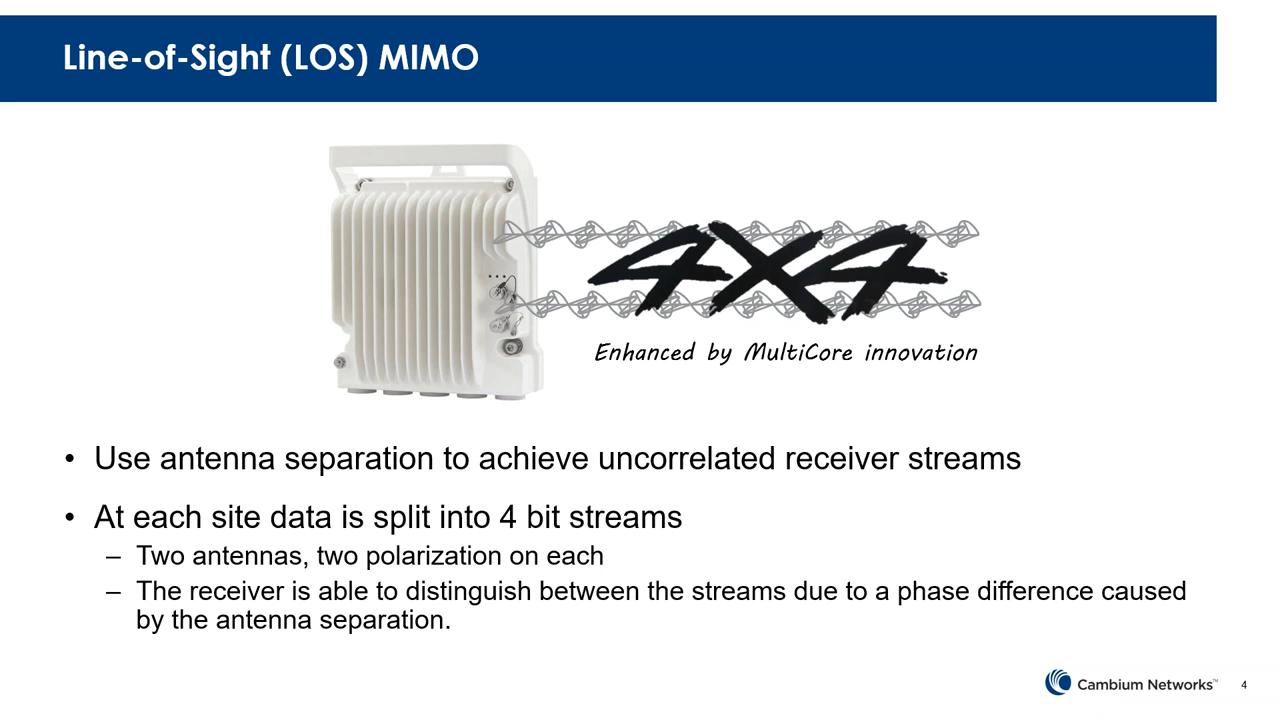 Line-of-Sight (LOS) MIMO
4X4
Enhanced by MultiCore innovation
• Use antenna separation to achieve uncorrelated receiver streams
• At each site data is split into 4 bit streams
– Two antennas, two polarization on each
– The receiver is able to distinguish between the streams due to a phase difference caused
by the antenna separation.
Cambium Networks™
4